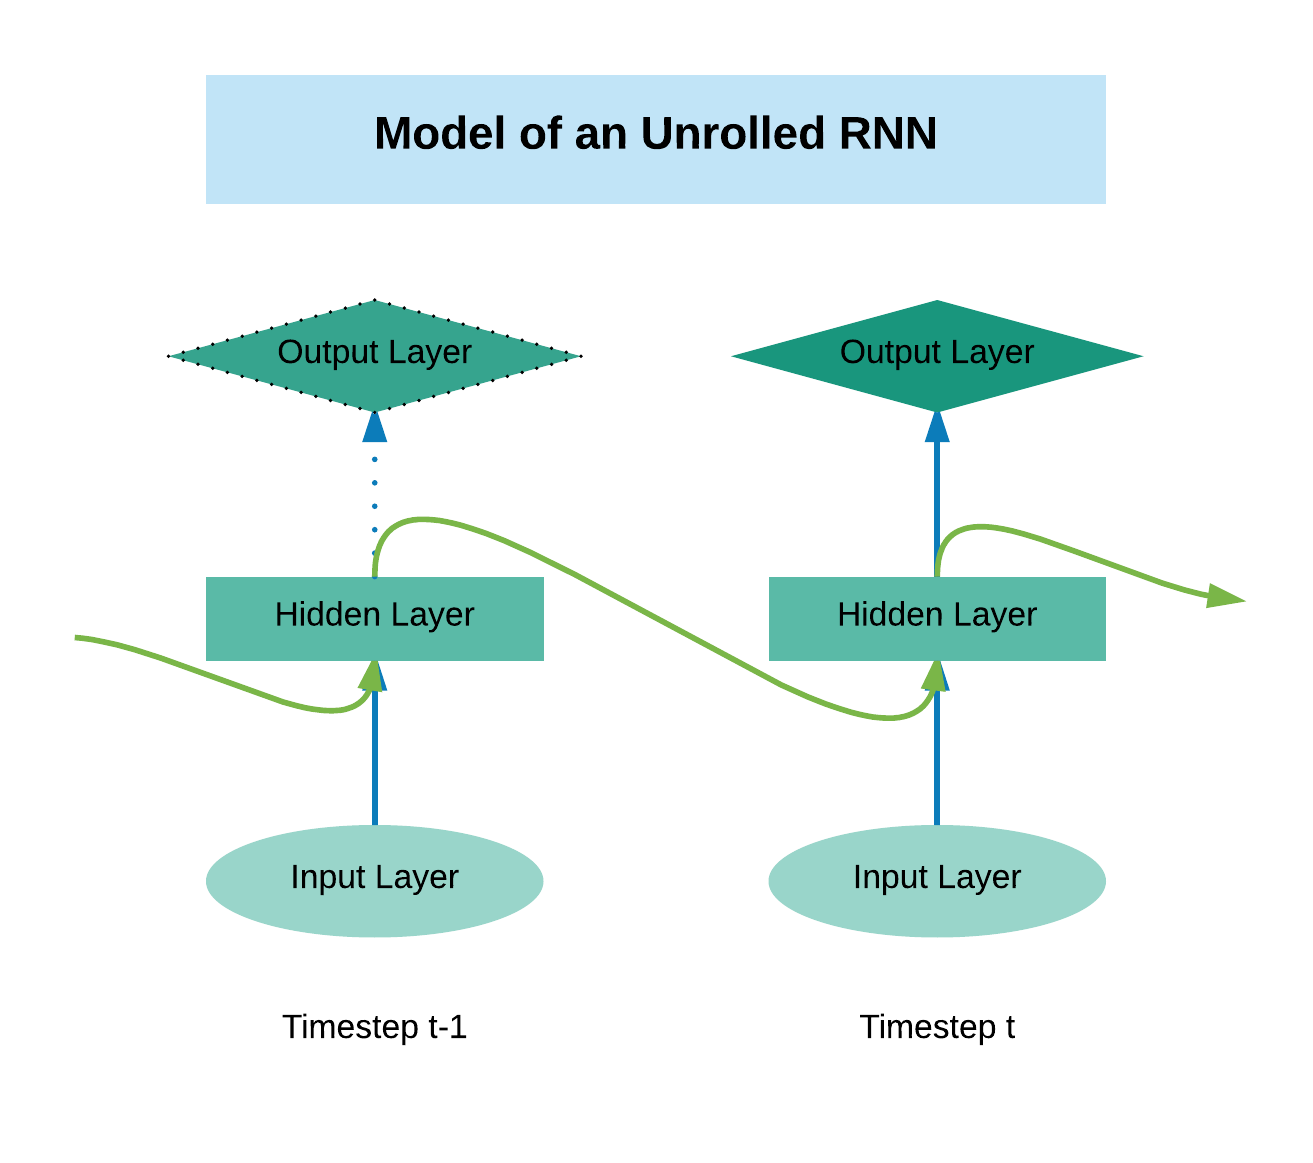 Model of an Unrolled RNN
Output Layer
Output Layer
Hidden Layer
Hidden Layer
Input Layer
Input Layer
Timestep t-1
Timestep t